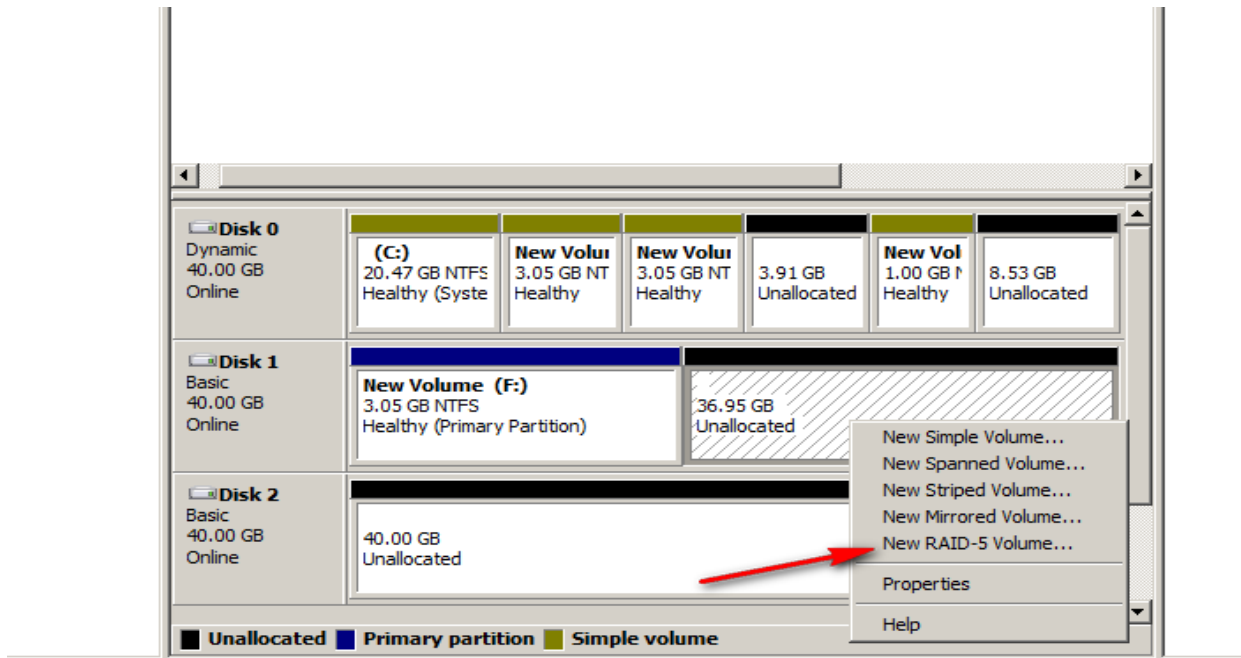 Disk 0
Dynamic
40.00 GB
Online
(C:)
20.47 GB NTFS
Healthy (Syste
New Volu
3.05 GB NT
Healthy
New Volu
3.05 GB NT
Healthy
3.91 GB
Unallocated
New Vol
1.00 GB
Healthy
8.53 GB
Unallocated
Disk 1
Basic
40.00 GB
Online
New Volume (F:)
3.05 GB NTFS
Healthy (Primary Partition)
36.95 GB
Unallocated
Disk 2
Basic
40.00 GB
Online
40.00 GB
Unallocated
New Simple Volume...
New Spanned Volume...
New Striped Volume...
New Mirrored Volume...
New RAID-5 Volume...
Properties
Help
Unallocated Primary partition Simple volume